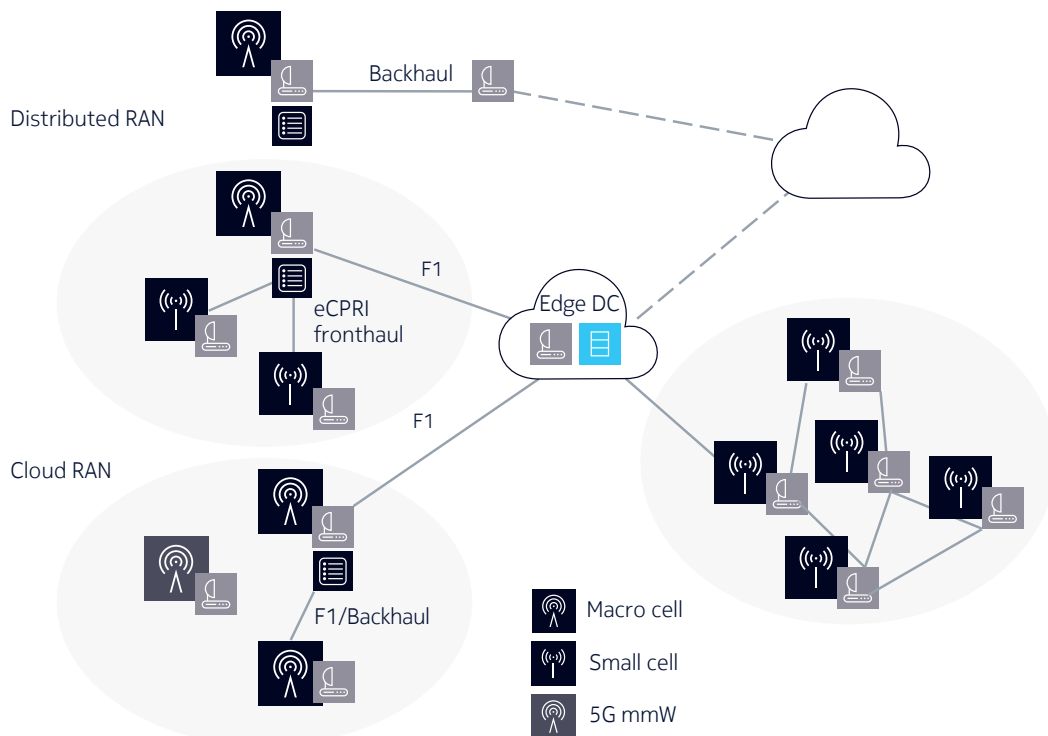 Backhaul
Distributed RAN
F1
Edge DC
eCPRI
fronthaul
F1
Cloud RAN
F1/Backhaul
Macro cell
Small cell
5G mmW